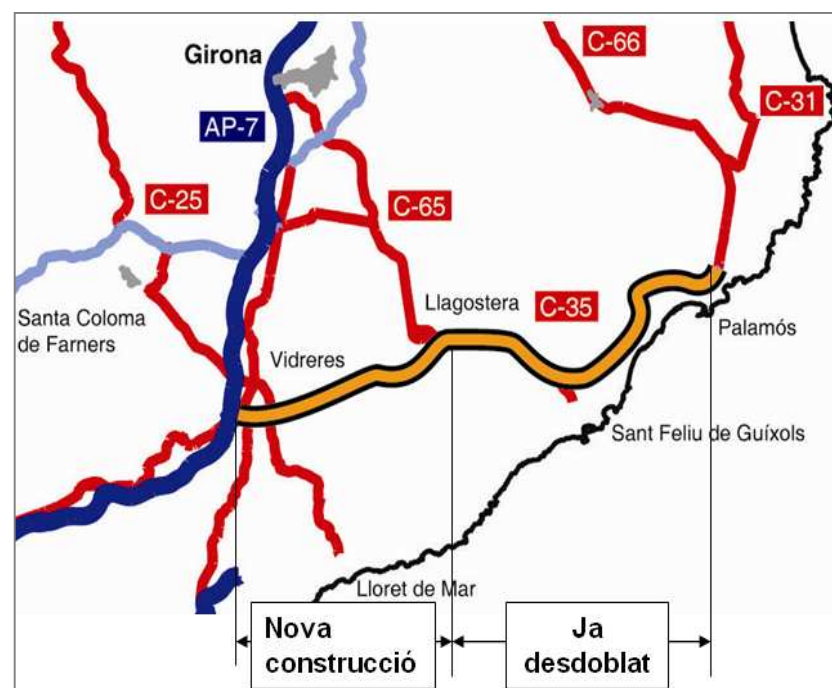 Girona
C-66
C-31
AP-7
C-25
C-65
Llagostera
C-35
Santa Coloma
de Farners
Palamós
Vidreres
Sant Feliu de Guíxols
Lloret de Mar
Nova
construcció
Ja
desdoblat